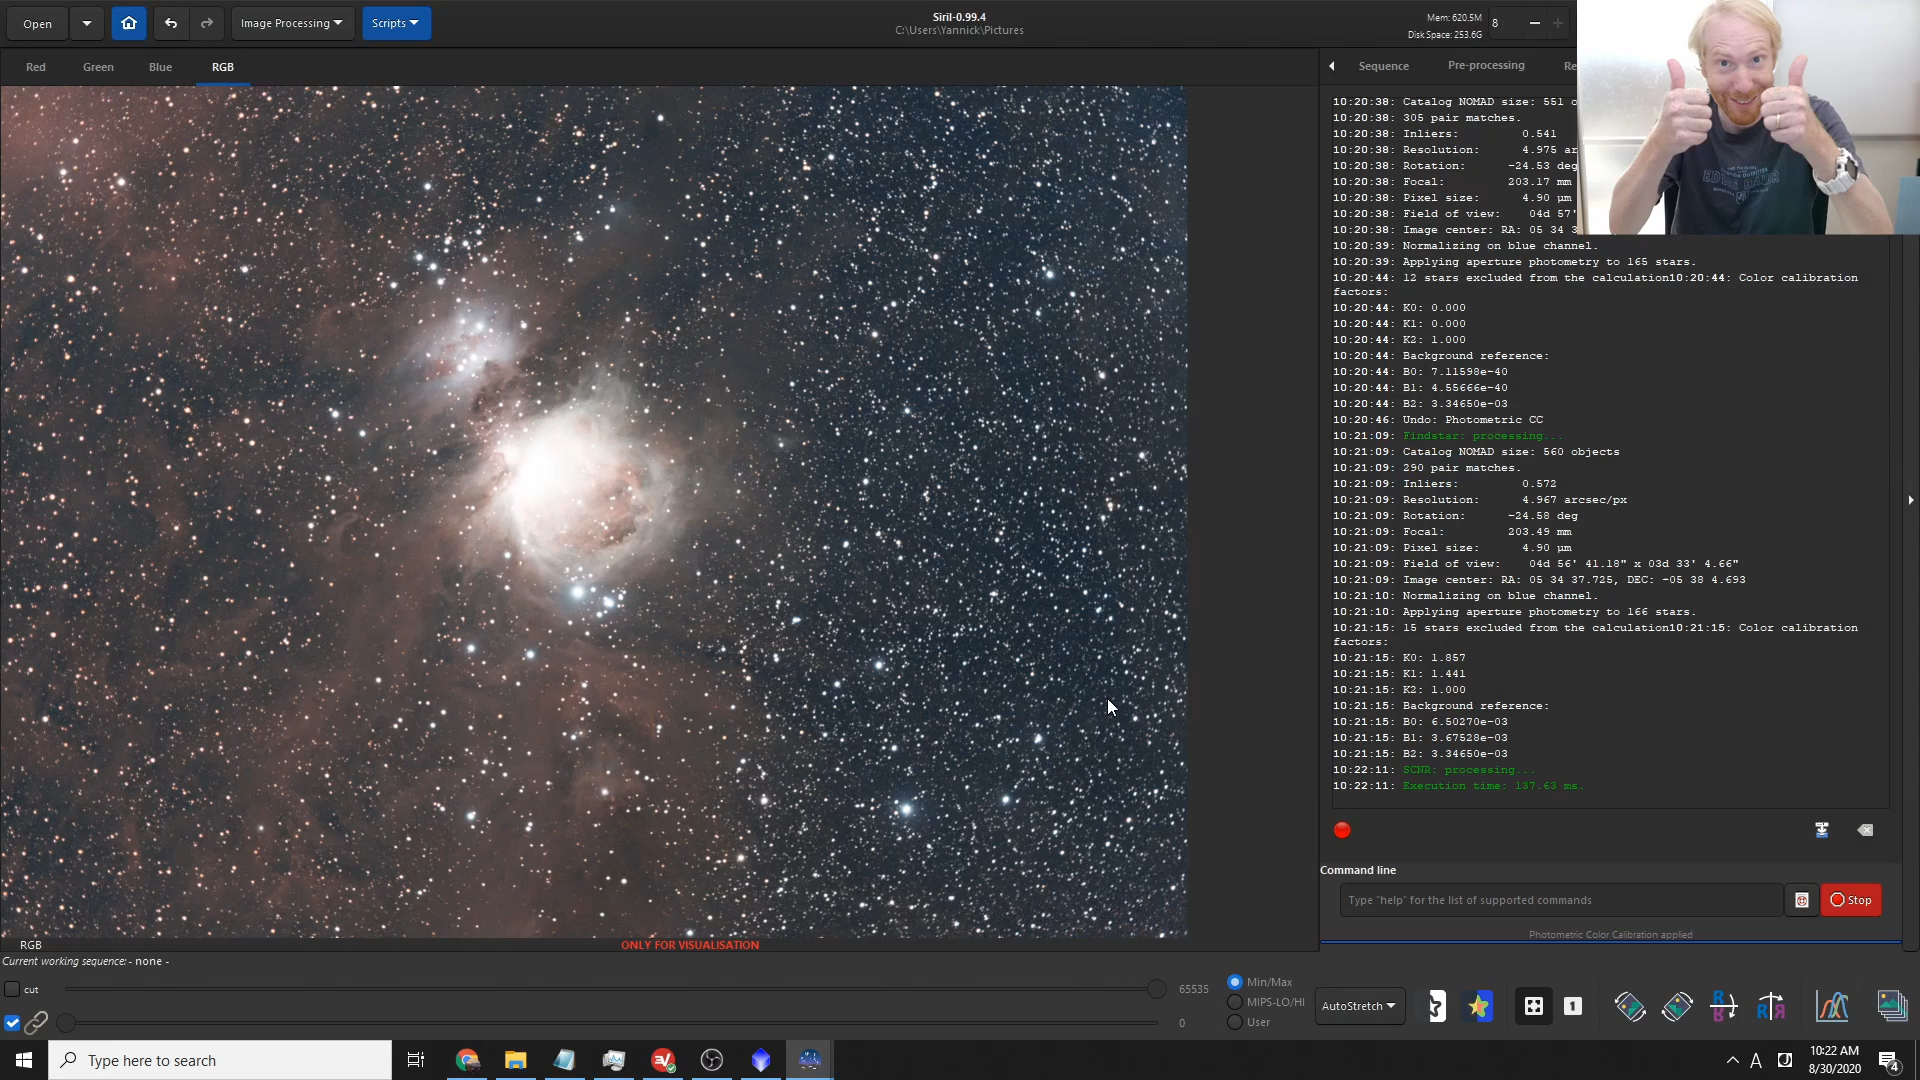 Open
Image Processing
Scripts
Siril-0.99.4
C:\Users\Yannick\Pictures
Mem: 620.5M
Disk Space: 253.6G
8
Red
Green
Blue
RGB
Sequence
Pre-processing
Re
10:20:38: Catalog NOMAD size: 551 o
10:20:38: 305 pair matches.
10:20:38: Inliers: 0.541
10:20:38: Resolution: 4.975 ar
10:20:38: Rotation: -24.53 deg
10:20:38: Focal: 203.17 mm
10:20:38: Pixel size: 4.90 µm
10:20:38: Field of view: 04d 57'
10:20:38: Image center: RA: 05 34 3
10:20:39: Normalizing on blue channel.
10:20:39: Applying aperture photometry to 165 stars.
10:20:44: 12 stars excluded from the calculation10:20:44: Color calibration
factors:
10:20:44: K0: 0.000
10:20:44: K1: 0.000
10:20:44: K2: 1.000
10:20:44: Background reference:
10:20:44: B0: 7.11598e-40
10:20:44: B1: 4.55666e-40
10:20:44: B2: 3.34650e-03
10:20:46: Undo: Photometric CC
10:21:09: Findstar: processing...
10:21:09: Catalog NOMAD size: 560 objects
10:21:09: 290 pair matches.
10:21:09: Inliers: 0.572
10:21:09: Resolution: 4.967 arcsec/px
10:21:09: Rotation: -24.58 deg
10:21:09: Focal: 203.49 mm
10:21:09: Pixel size: 4.90 µm
10:21:09: Field of view: 04d 56' 41.18" x 03d 33' 4.66"
10:21:09: Image center: RA: 05 34 37.725, DEC: -05 38 4.693
10:21:10: Normalizing on blue channel.
10:21:10: Applying aperture photometry to 166 stars.
10:21:15: 15 stars excluded from the calculation10:21:15: Color calibration
factors:
10:21:15: K0: 1.857
10:21:15: K1: 1.441
10:21:15: K2: 1.000
10:21:15: Background reference:
10:21:15: B0: 6.50270e-03
10:21:15: B1: 3.67528e-03
10:21:15: B2: 3.34650e-03
10:22:11: SCNR: processing...
10:22:11: Execution time: 137.63 ms.
Command line
Type "help" for the list of supported commands
Stop
Photometric Color Calibration applied
RGB
ONLY FOR VISUALISATION
Current working sequence: - none -
cut
65535
0
Min/Max
MIPS-LO/HI
User
AutoStretch
1
Type here to search
A
10:22 AM
8/30/2020
4